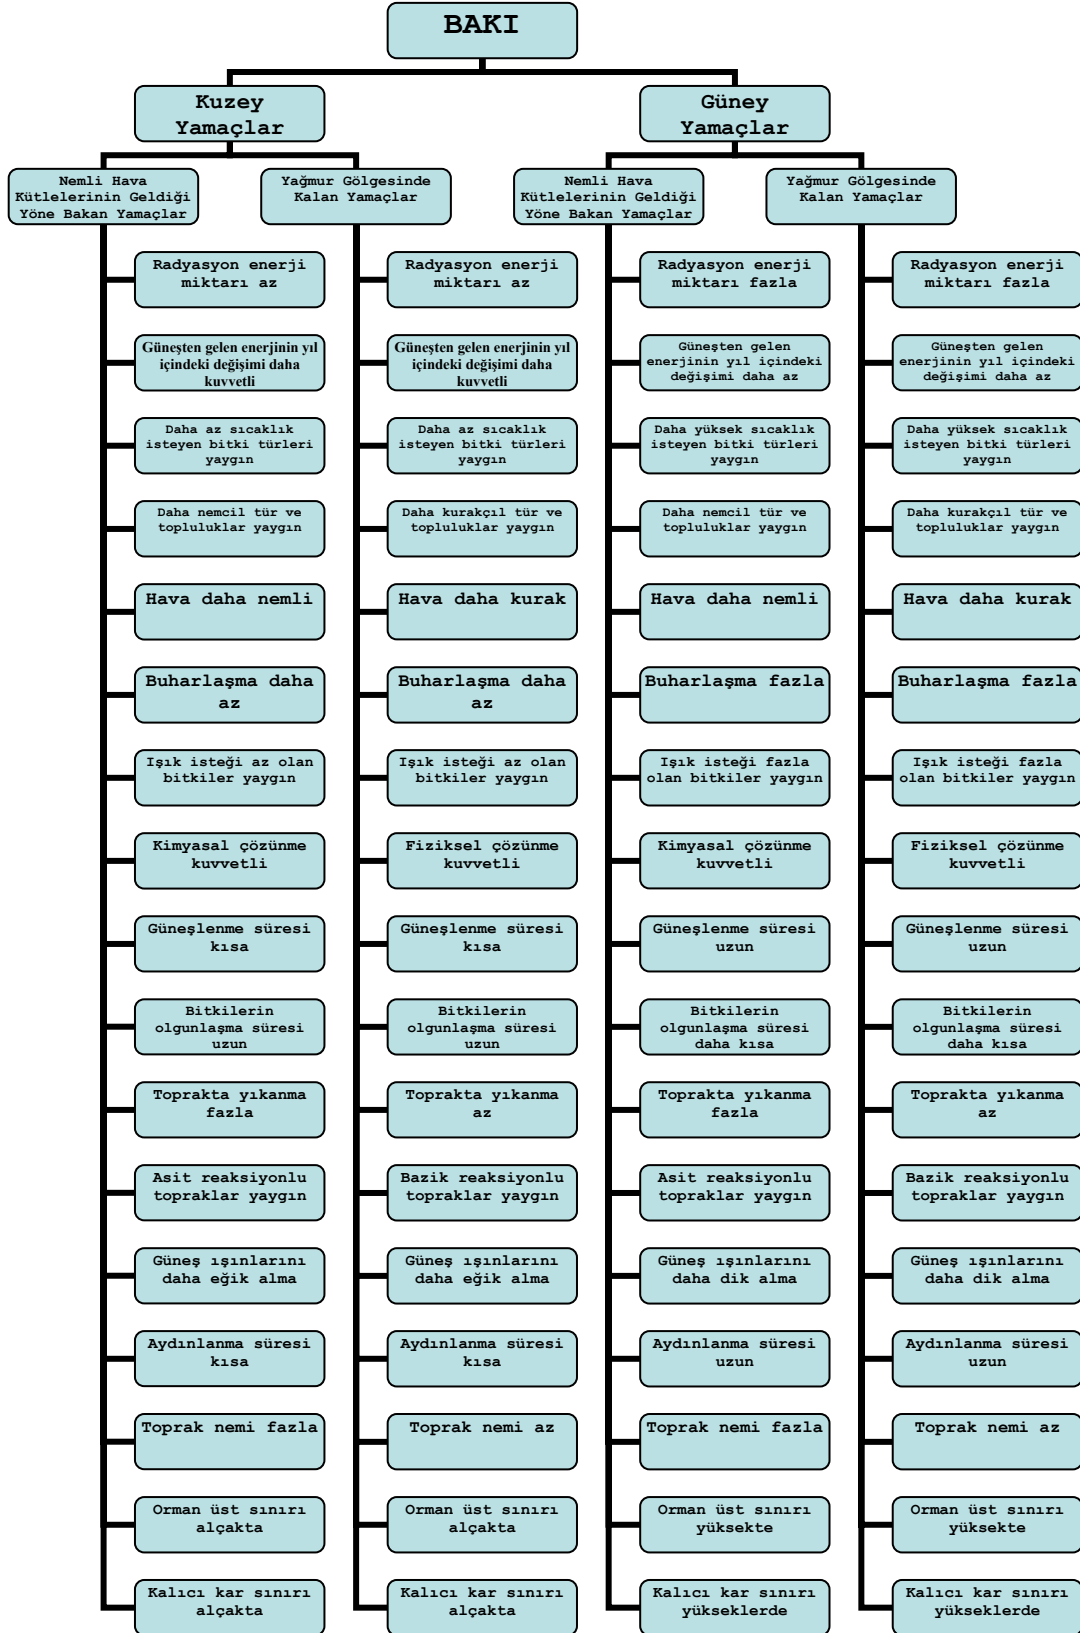 BAKI
Kuzey
Yamaçlar
Güney
Yamaçlar
Nemli Hava
Kütlelerinin Geldiği
Yöne Bakan Yamaçlar
Yağmur Gölgesinde
Kalan Yamaçlar
Nemli Hava
Kütlelerinin Geldiği
Yöne Bakan Yamaçlar
Yağmur Gölgesinde
Kalan Yamaçlar
Radyasyon enerji
miktarı az
Radyasyon enerji
miktarı az
Radyasyon enerji
miktarı fazla
Radyasyon enerji
miktarı fazla
Güneşten gelen enerjinin yıl
içindeki değişimi daha
kuvvetli
Güneşten gelen enerjinin yıl
içindeki değişimi daha
kuvvetli
Güneşten gelen
enerjinin yıl içindeki
değişimi daha az
Güneşten gelen
enerjinin yıl içindeki
değişimi daha az
Daha az sıcaklık
isteyen bitki türleri
yaygın
Daha az sıcaklık
isteyen bitki türleri
yaygın
Daha yüksek sıcaklık
isteyen bitki türleri
yaygın
Daha yüksek sıcaklık
isteyen bitki türleri
yaygın
Daha nemcil tür ve
topluluklar yaygın
Daha kurakçıl tür ve
topluluklar yaygın
Daha nemcil tür ve
topluluklar yaygın
Daha kurakçıl tür ve
topluluklar yaygın
Hava daha nemli
Hava daha kurak
Hava daha nemli
Hava daha kurak
Buharlaşma daha
az
Buharlaşma daha
az
Buharlaşma fazla
Buharlaşma fazla
Işık isteği az olan
bitkiler yaygın
Işık isteği az olan
bitkiler yaygın
Işık isteği fazla
olan bitkiler yaygın
Işık isteği fazla
olan bitkiler yaygın
Kimyasal çözünme
kuvvetli
Fiziksel çözünme
kuvvetli
Kimyasal çözünme
kuvvetli
Fiziksel çözünme
kuvvetli
Güneşlenme süresi
kısa
Güneşlenme süresi
kısa
Güneşlenme süresi
uzun
Güneşlenme süresi
uzun
Bitkilerin
olgunlaşma süresi
uzun
Bitkilerin
olgunlaşma süresi
uzun
Bitkilerin
olgunlaşma süresi
daha kısa
Bitkilerin
olgunlaşma süresi
daha kısa
Toprakta yıkanma
fazla
Toprakta yıkanma
az
Toprakta yıkanma
fazla
Toprakta yıkanma
az
Asit reaksiyonlu
topraklar yaygın
Bazik reaksiyonlu
topraklar yaygın
Asit reaksiyonlu
topraklar yaygın
Bazik reaksiyonlu
topraklar yaygın
Güneş ışınlarını
daha eğik alma
Güneş ışınlarını
daha eğik alma
Güneş ışınlarını
daha dik alma
Güneş ışınlarını
daha dik alma
Aydınlanma süresi
kısa
Aydınlanma süresi
kısa
Aydınlanma süresi
uzun
Aydınlanma süresi
uzun
Toprak nemi fazla
Toprak nemi az
Toprak nemi fazla
Toprak nemi az
Orman üst sınırı
alçakta
Orman üst sınırı
alçakta
Orman üst sınırı
yüksekte
Orman üst sınırı
yüksekte
Kalıcı kar sınırı
alçakta
Kalıcı kar sınırı
alçakta
Kalıcı kar sınırı
yükseklerde
Kalıcı kar sınırı
yükseklerde